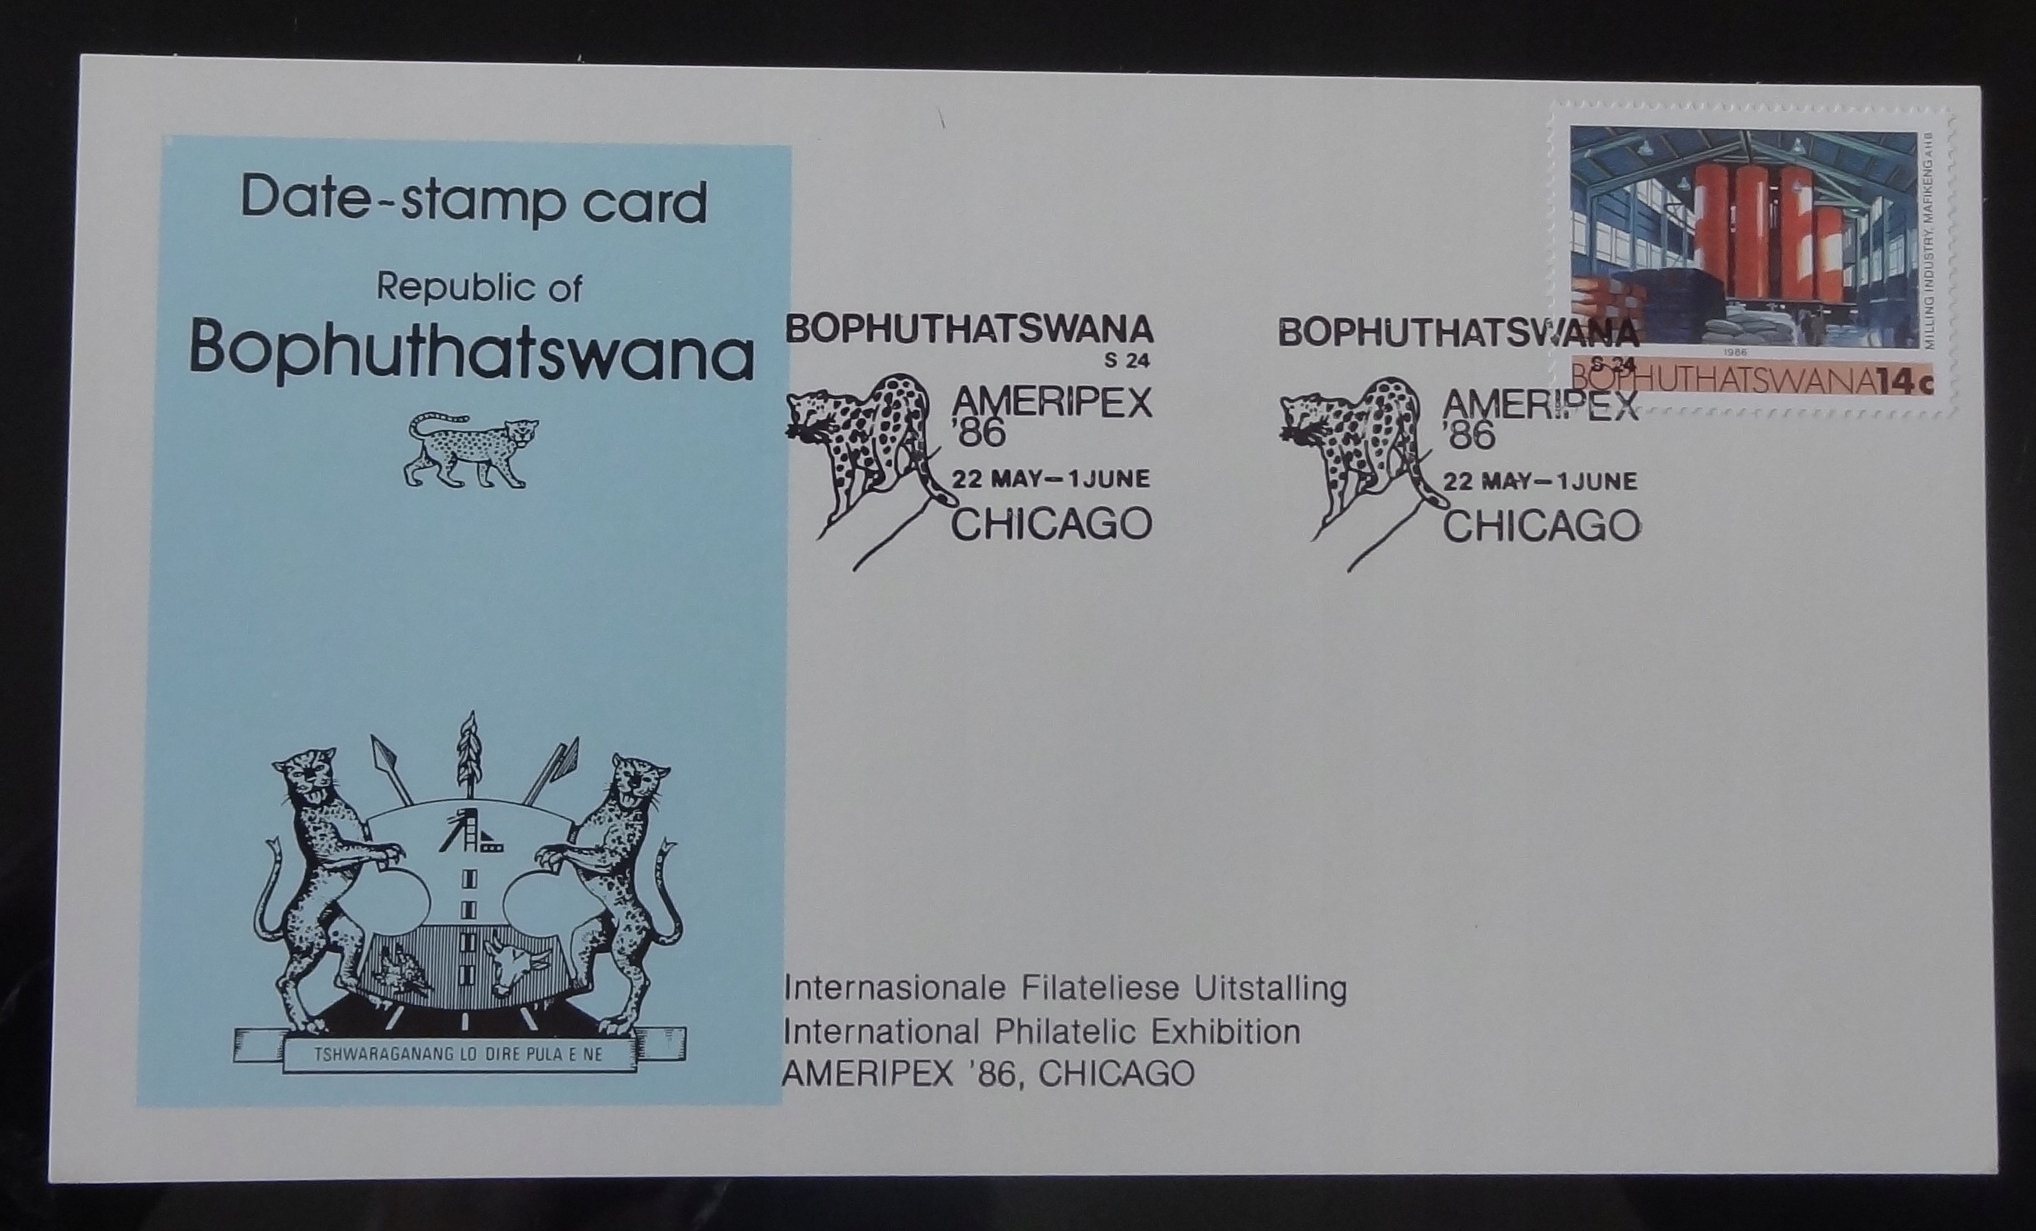 Date-stamp card
Republic of
Bophuthatswana
TSHWARAGANANG LO DIRE PULA E NE
BOPHUTHATSWANA
S 24
AMERIPEX
'86
22 MAY-1 JUNE
CHICAGO
BOPHUTHATSWANA
S 24
AMERIPEX
'86
22 MAY-1 JUNE
CHICAGO
MILLING INDUSTRY, MAFIKENG AHB
1986
BOPHUTHATSWANA 14c
Internasionale Filateliese Uitstalling
International Philatelic Exhibition
AMERIPEX '86, CHICAGO